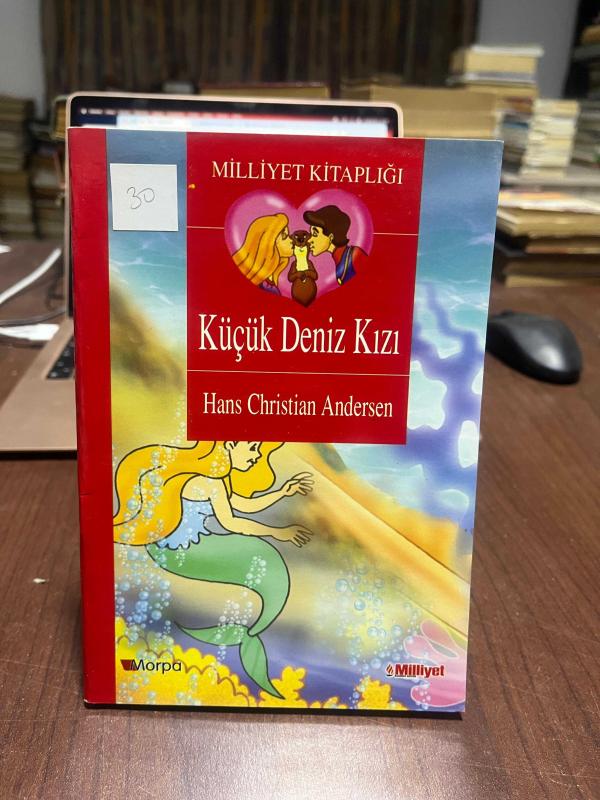 30
MİLLİYET KİTAPLIĞI
Küçük Deniz Kızı
Hans Christian Andersen
Morpa
Milliyet